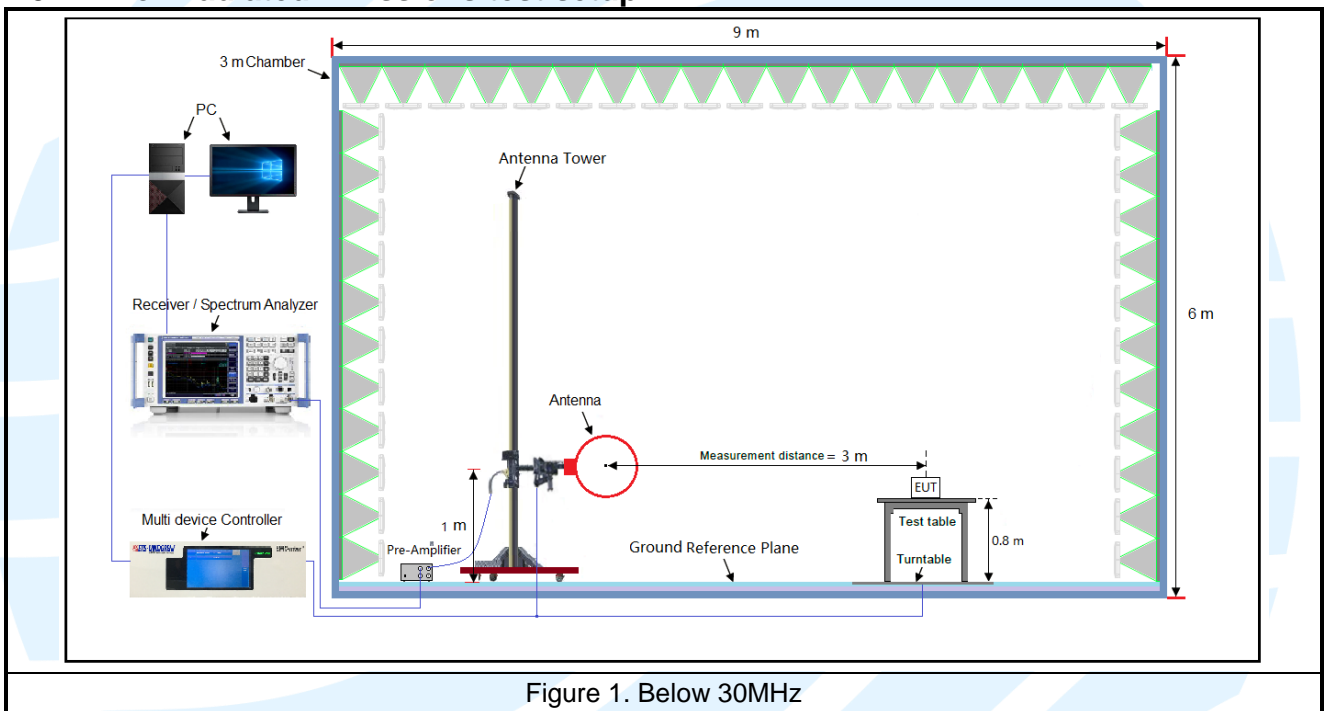 9 m
3 m Chamber
PC
Antenna Tower
6 m
Receiver / Spectrum Analyzer
Antenna
Measurement distance = 3 m
EUT
Multi device Controller
1 m
Test table
Pre-Amplifier
Ground Reference Plane
0.8 m
Turntable
Figure 1. Below 30MHz